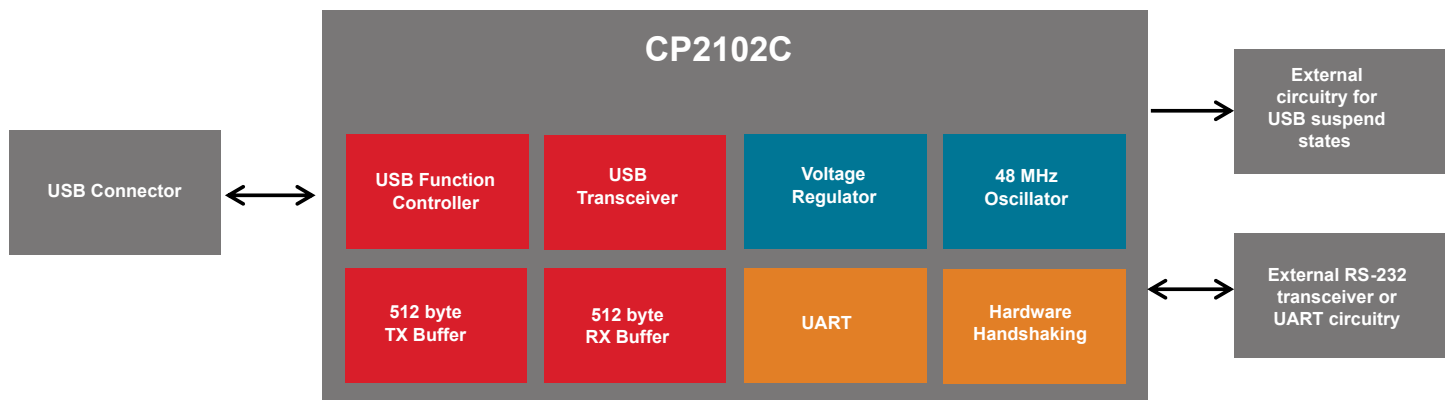 CP2102C
USB Connector
USB Function
Controller
USB
Transceiver
Voltage
Regulator
48 MHz
Oscillator
512 byte
TX Buffer
512 byte
RX Buffer
UART
Hardware
Handshaking
External
circuitry for
USB suspend
states
External RS-232
transceiver or
UART circuitry